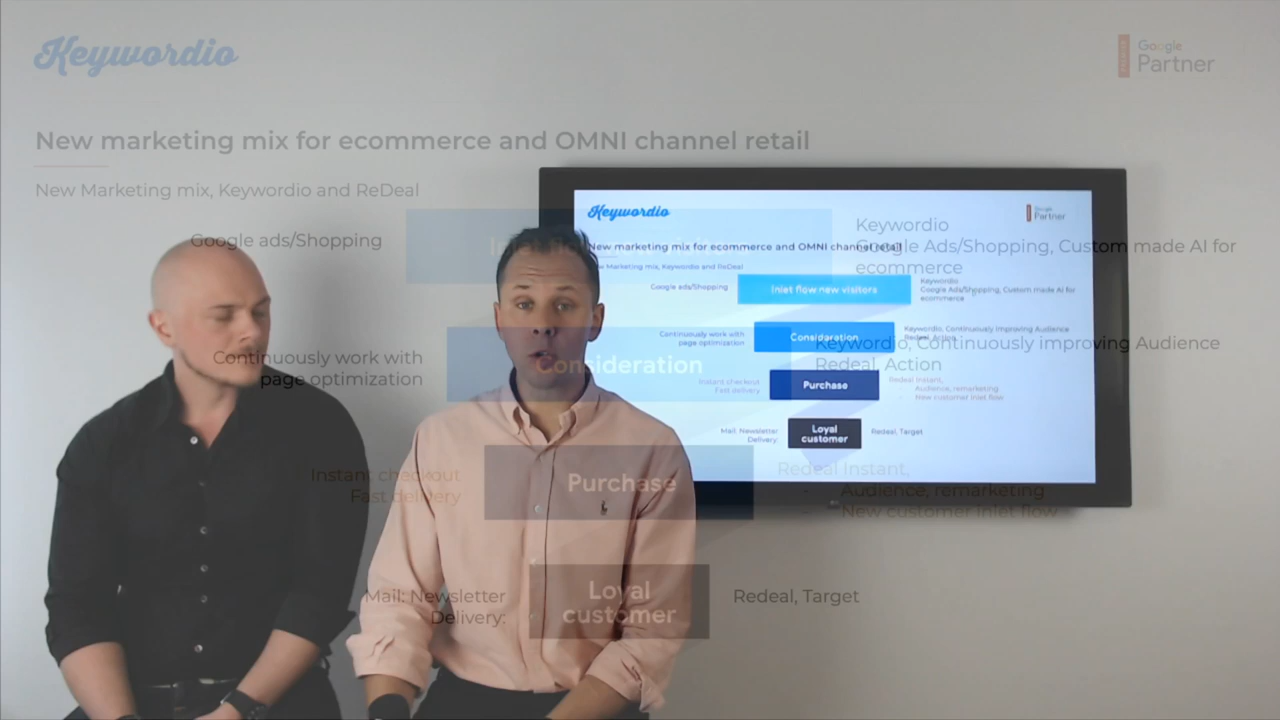 Keywordio
Google
Partner
New marketing mix for ecommerce and OMNI channel retail
New Marketing mix, Keywordio and ReDeal
Google ads/Shopping
Keywordio
Google Ads/Shopping, Custom made AI for
ecommerce
Continuously work with
page optimization
Consideration
Keywordio, Continuously improving Audience
Redeal, Action
Instant checkout
Fast delivery
Purchase
Redeal Instant,
Audience, remarketing
New customer inlet flow
Mail: Newsletter
Delivery:
Loyal
customer
Redeal, Target
Keywordio
Google
Partner
New marketing mix for ecommerce and OMNI channel retail
New Marketing mix, Keywordio and ReDeal
Google ads/Shopping
Inlet flow new visitors
Keywordio
Google Ads/Shopping, Custom made AI for
ecommerce
Continuously work with
page optimization
Consideration
Keywordio, Continuously improving Audience
Redeal, Action
Instant checkout
Fast delivery
Purchase
Redeal Instant,
Audience, remarketing
New customer inlet flow
Mail: Newsletter
Delivery:
Loyal
customer
Redeal, Target